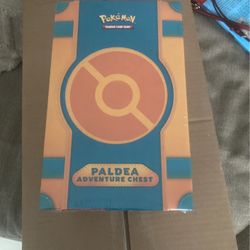 Pokémon
TRADING CARD GAME
PALDEA
ADVENTURE CHEST